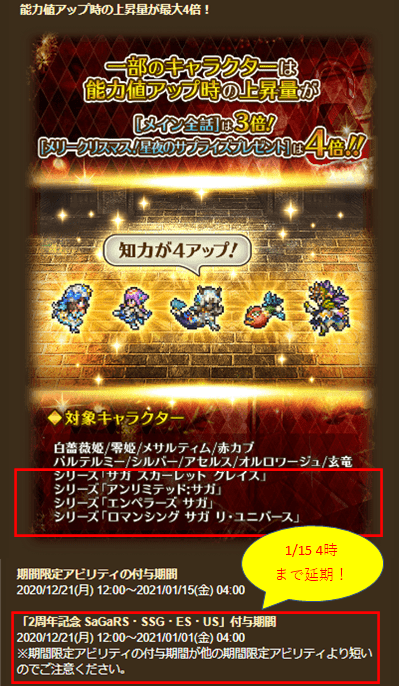 能力値アップ時の上昇量が最大4倍！
一部のキャラクターは
能力値アップ時の上昇量が
[メイン全話]は3倍!
[メリークリスマス!星夜のサプライズプレゼント]は4倍!!
知力が4アップ!
◆対象キャラクター
白薔薇姫/零姫/メサルティム/赤カブ
バルテルミー/シルバー/アセルス/オルロワージュ/玄竜
シリーズ「サガ スカーレット グレイス」
シリーズ「アンリミテッド:サガ」
シリーズ「エンペラーズ サガ」
シリーズ「ロマンシング サガ リ・ユニバース」
1/15 4時
まで延期！
期間限定アビリティの付与期間
2020/12/21(月) 12:00～2021/01/15(金) 04:00
「2周年記念 SaGaRS・SSG・ES・US」付与期間
2020/12/21(月) 12:00～2021/01/01(金) 04:00
※期間限定アビリティの付与期間が他の期間限定アビリティより短い
のでご注意ください。